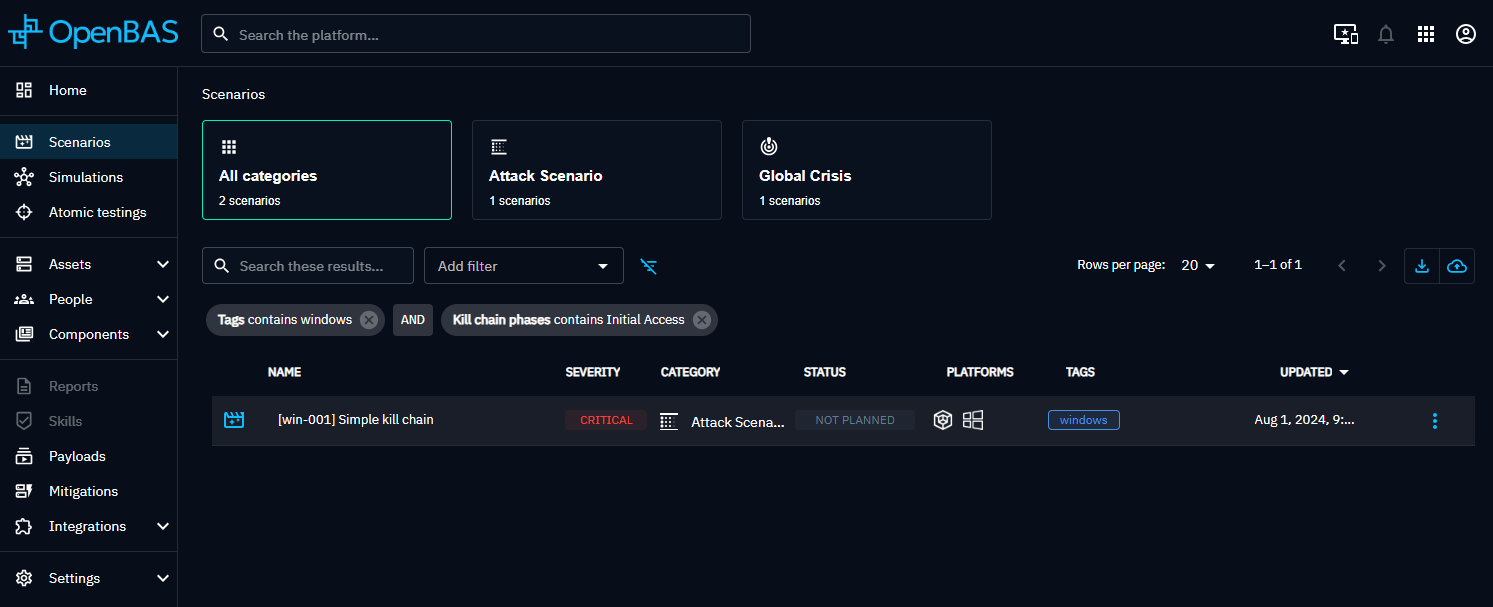 OpenBAS
Search the platform...
Home
Scenarios
Simulations
Atomic testings
Assets
People
Components
Reports
Skills
Payloads
Mitigations
Integrations
Settings
Scenarios
All categories
2 scenarios
Attack Scenario
1 scenarios
Global Crisis
1 scenarios
Search these results...
Add filter
Rows per page: 20 1–1 of 1
Tags contains windows AND Kill chain phases contains Initial Access
NAME SEVERITY CATEGORY STATUS PLATFORMS TAGS UPDATED
[win-001] Simple kill chain CRITICAL Attack Scena... NOT PLANNED windows Aug 1, 2024, 9:...